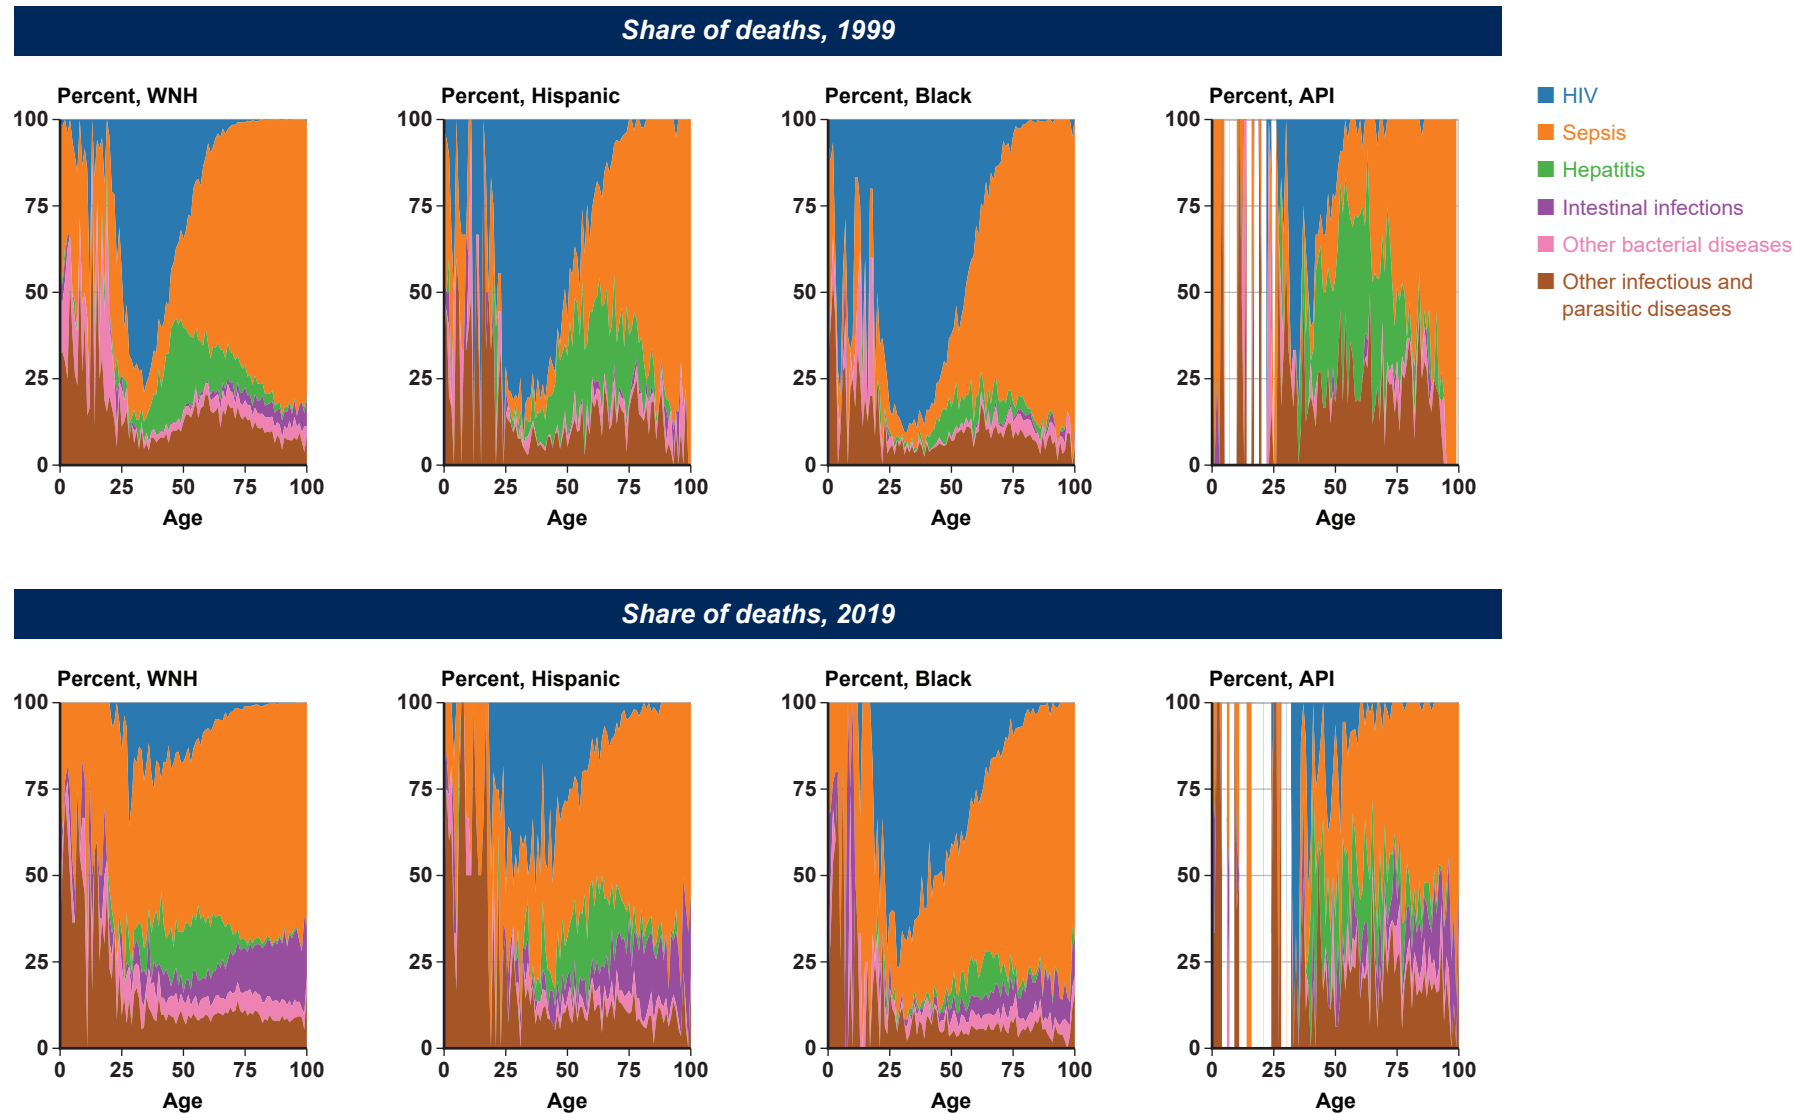 Share of deaths, 1999
Percent, WNH
Percent, Hispanic
Percent, Black
Percent, API
HIV
Sepsis
Hepatitis
Intestinal infections
Other bacterial diseases
Other infectious and
parasitic diseases
100
75
50
25
0
0 25 50 75 100
Age
100
75
50
25
0
0 25 50 75 100
Age
100
75
50
25
0
0 25 50 75 100
Age
100
75
50
25
0
0 25 50 75 100
Age
Share of deaths, 2019
Percent, WNH
Percent, Hispanic
Percent, Black
Percent, API
100
75
50
25
0
0 25 50 75 100
Age
100
75
50
25
0
0 25 50 75 100
Age
100
75
50
25
0
0 25 50 75 100
Age
100
75
50
25
0
0 25 50 75 100
Age